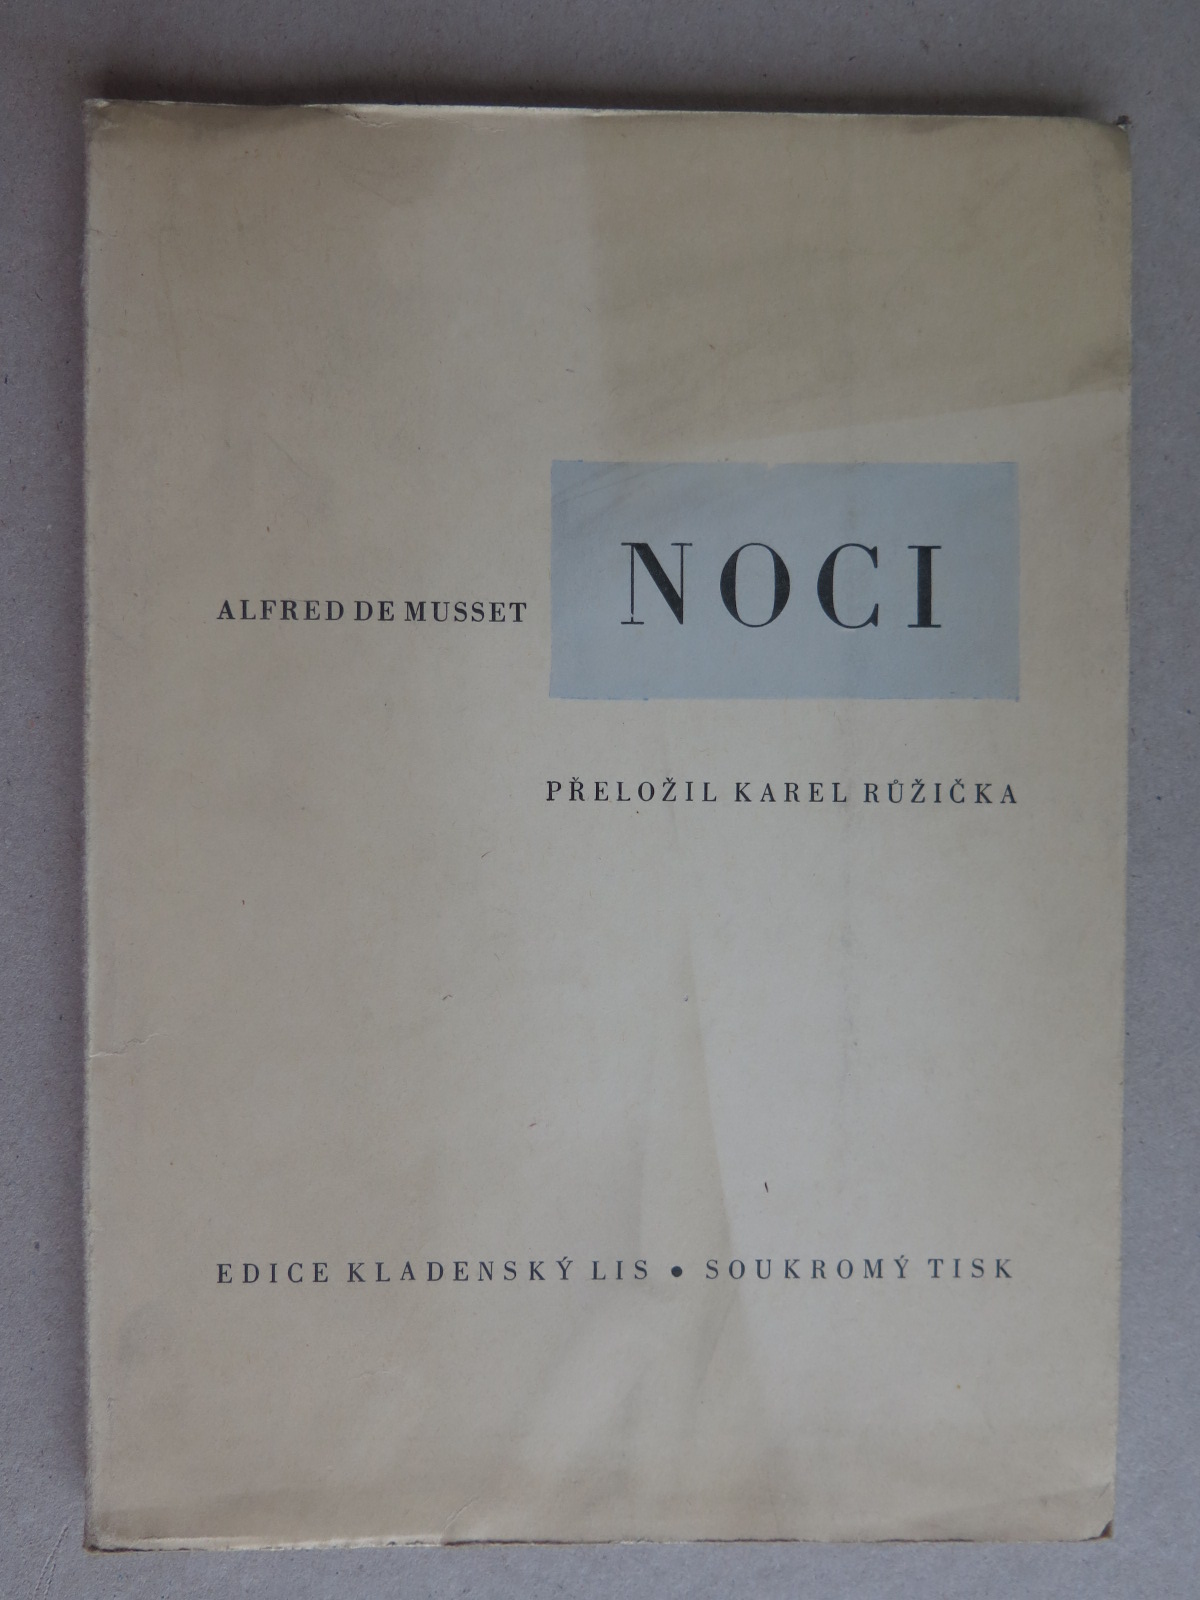 ALFRED DE MUSSET
NOCI
PŘELOŽIL KAREL RŮŽIČKA
EDICE KLADENSKÝ LIS • SOUKROMÝ TISK